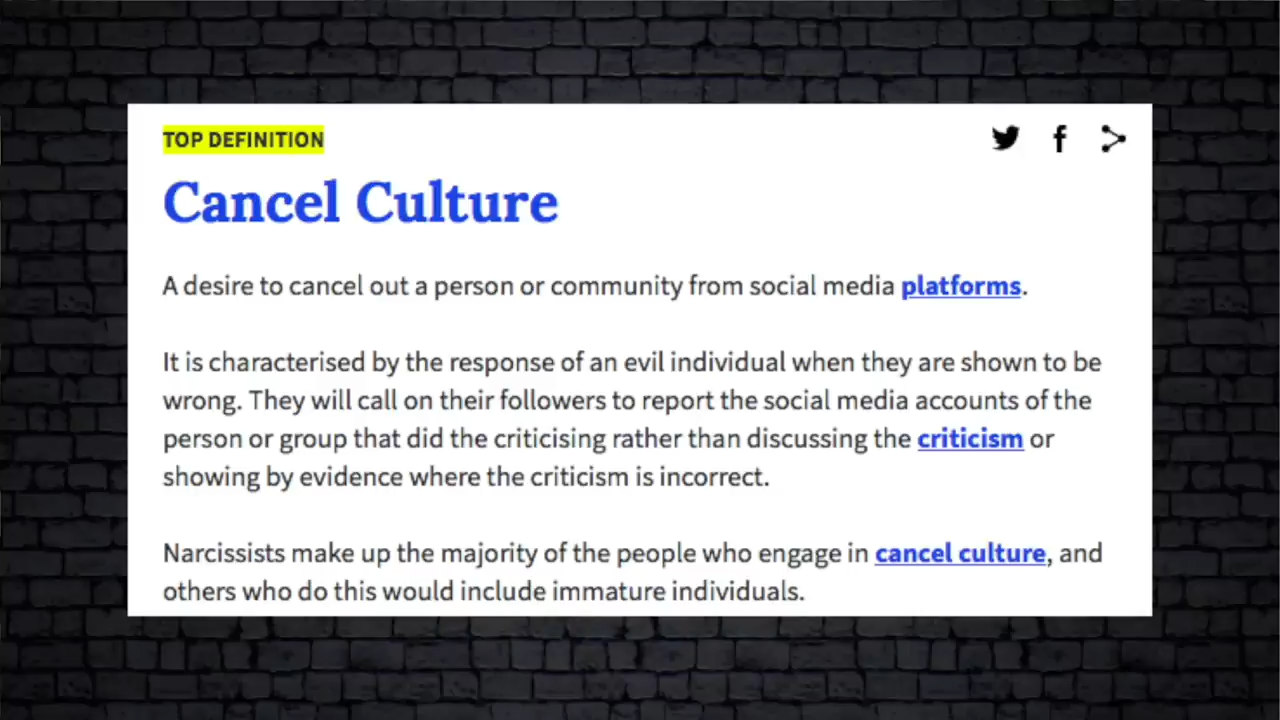 TOP DEFINITION
Cancel Culture
A desire to cancel out a person or community from social media platforms.
It is characterised by the response of an evil individual when they are shown to be
wrong. They will call on their followers to report the social media accounts of the
person or group that did the criticising rather than discussing the criticism or
showing by evidence where the criticism is incorrect.
Narcissists make up the majority of the people who engage in cancel culture, and
others who do this would include immature individuals.